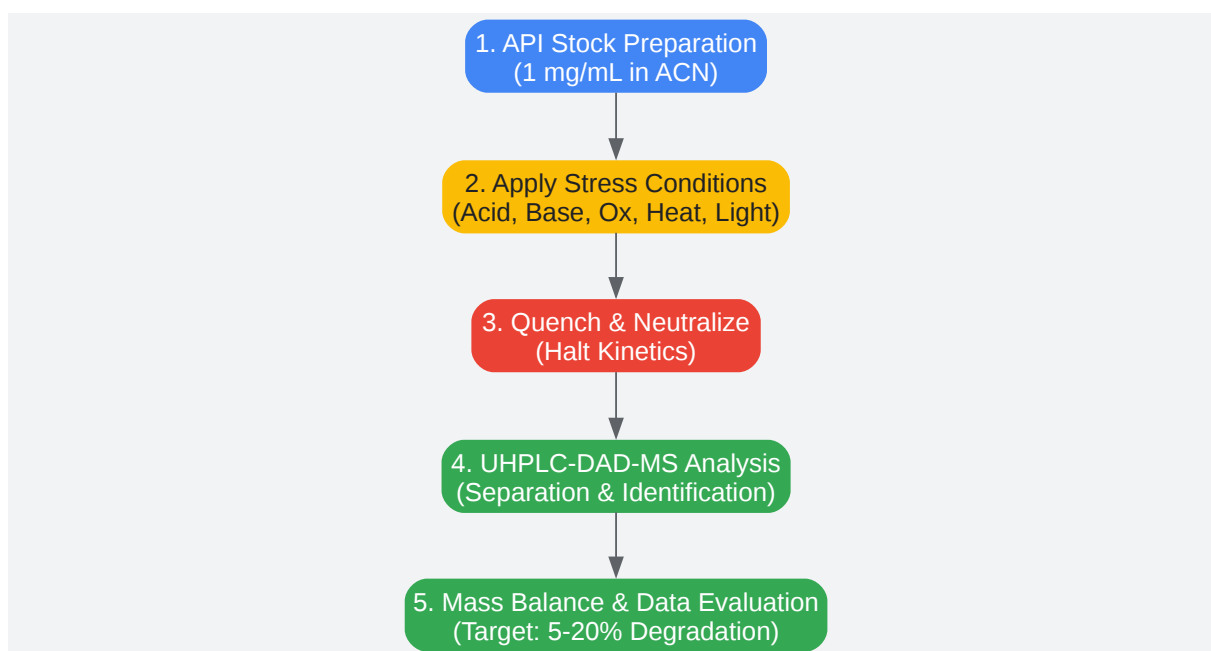 1. API Stock Preparation
(1 mg/mL in ACN)
2. Apply Stress Conditions
(Acid, Base, Ox, Heat, Light)
3. Quench & Neutralize
(Halt Kinetics)
4. UHPLC-DAD-MS Analysis
(Separation & Identification)
5. Mass Balance & Data Evaluation
(Target: 5-20% Degradation)